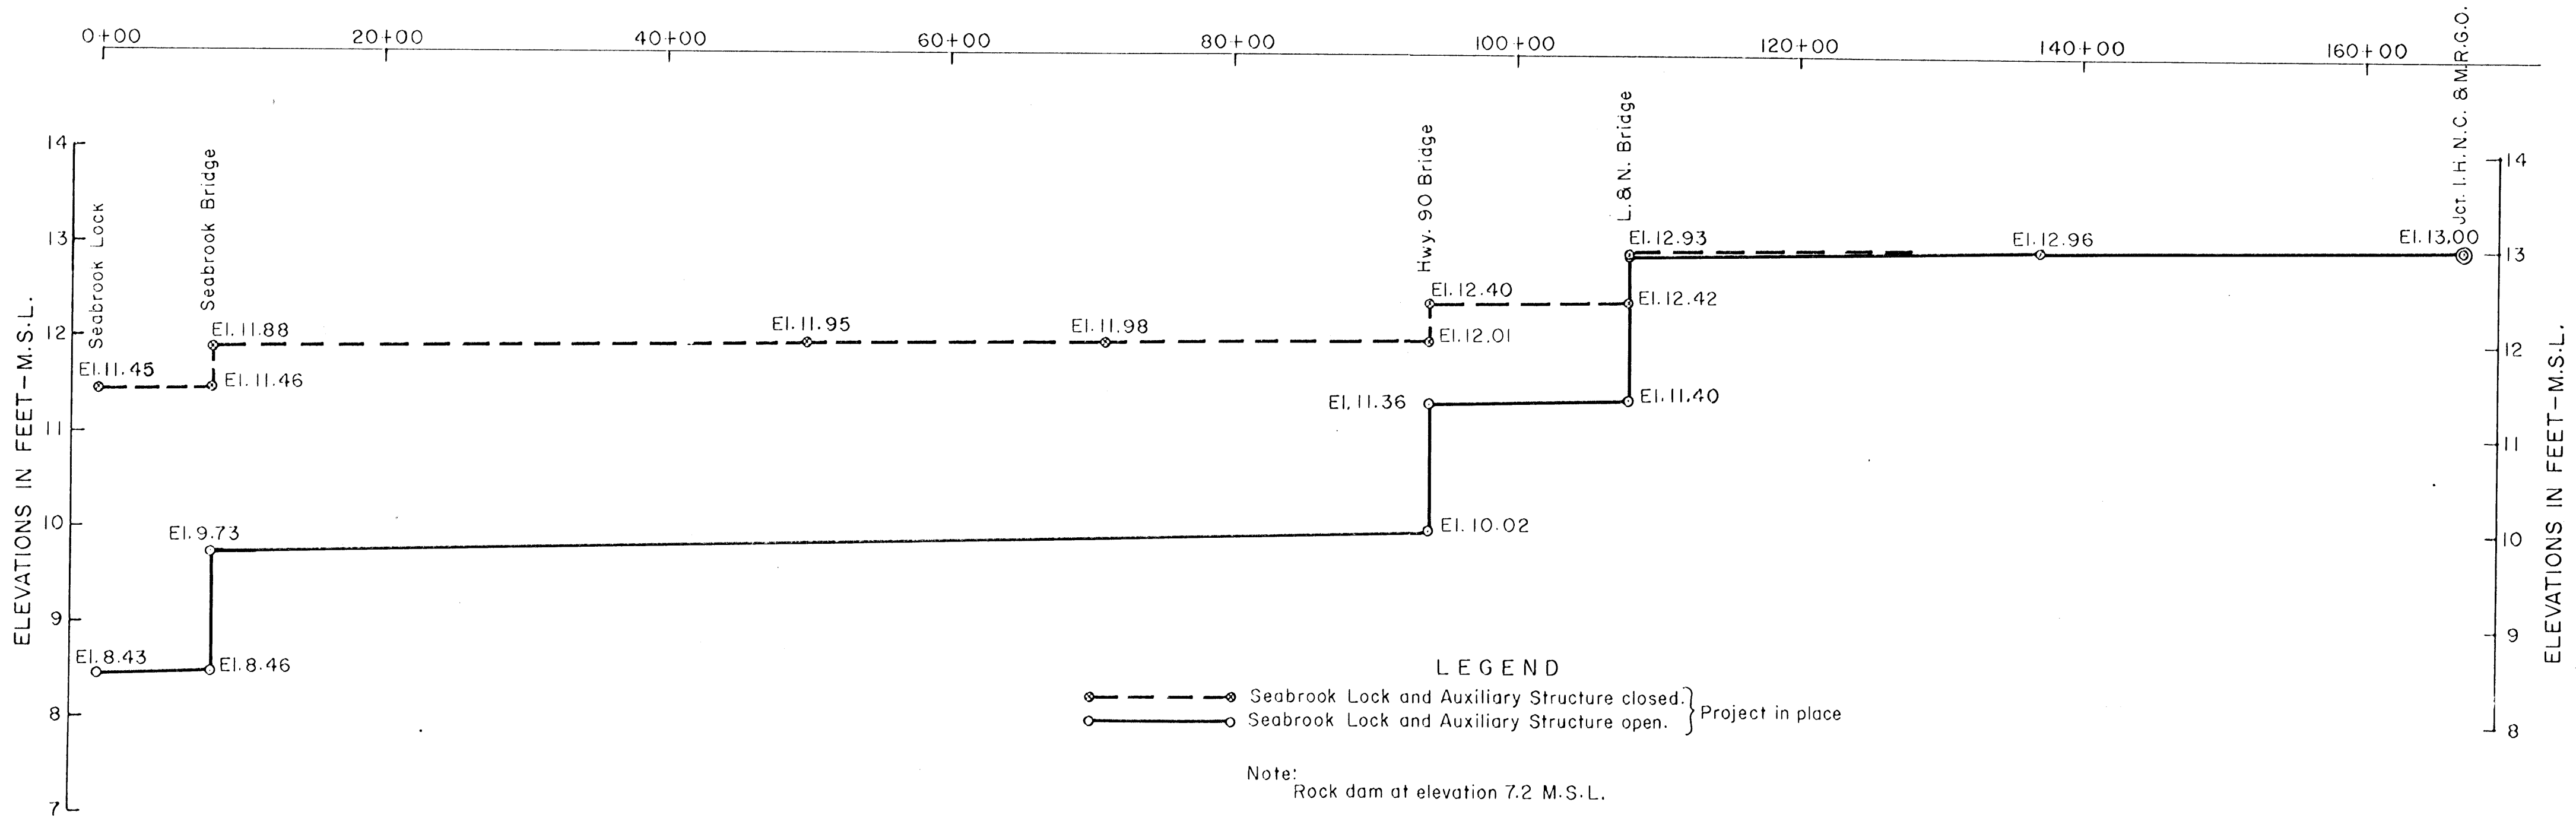 0+00 20+00 40+00 60+00 80+00 100+00 120+00 140+00 160+00
Seabrook Lock
Seabrook Bridge
Hwy. 90 Bridge
L.&N. Bridge
Jct. I.H.N.C. & M.R.G.O.
ELEVATIONS IN FEET-M.S.L.
14
13
12
11
10
9
8
7
El.12.93
El.12.96
El.13.00
El.12.40
El.12.42
El.11.88
El.11.95
El.11.98
El.12.01
El.11.45
El.11.46
El.11.36
El.11.40
El.9.73
El.10.02
El.8.43
El.8.46
14
13
12
11
10
9
8
ELEVATIONS IN FEET-M.S.L.
LEGEND
Seabrook Lock and Auxiliary Structure closed.
Seabrook Lock and Auxiliary Structure open.
Project in place
Note:
Rock dam at elevation 7.2 M.S.L.